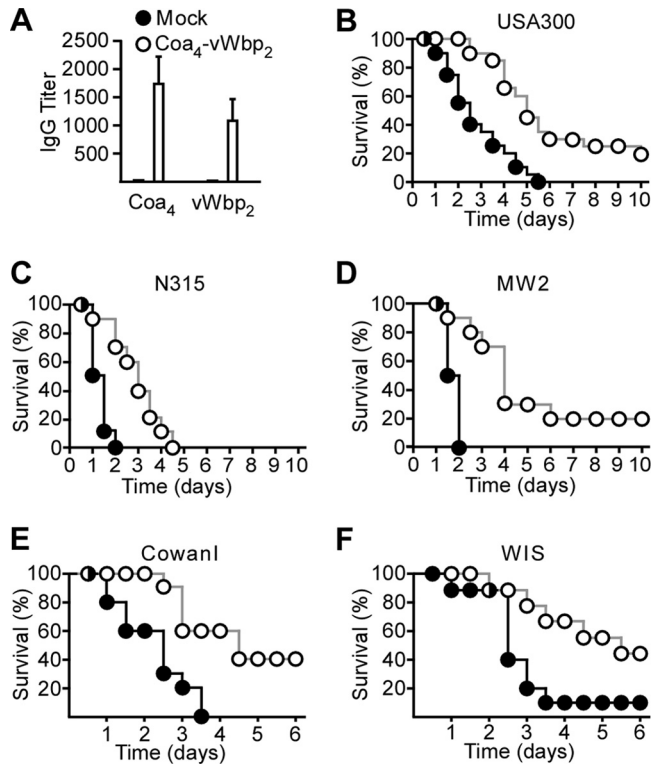 A
Mock
Coa4-vWbp2
IgG Titer
2500
2000
1500
1000
500
Coa4 vWbp2
B
USA300
Survival (%)
100
80
60
40
20
0
0 1 2 3 4 5 6 7 8 9 10
Time (days)
C
N315
Survival (%)
100
80
60
40
20
0
0 1 2 3 4 5 6 7 8 9 10
Time (days)
D
MW2
Survival (%)
100
80
60
40
20
0
0 1 2 3 4 5 6 7 8 9 10
Time (days)
E
CowanI
Survival (%)
100
80
60
40
20
1 2 3 4 5 6
Time (days)
F
WIS
Survival (%)
100
80
60
40
20
1 2 3 4 5 6
Time (days)